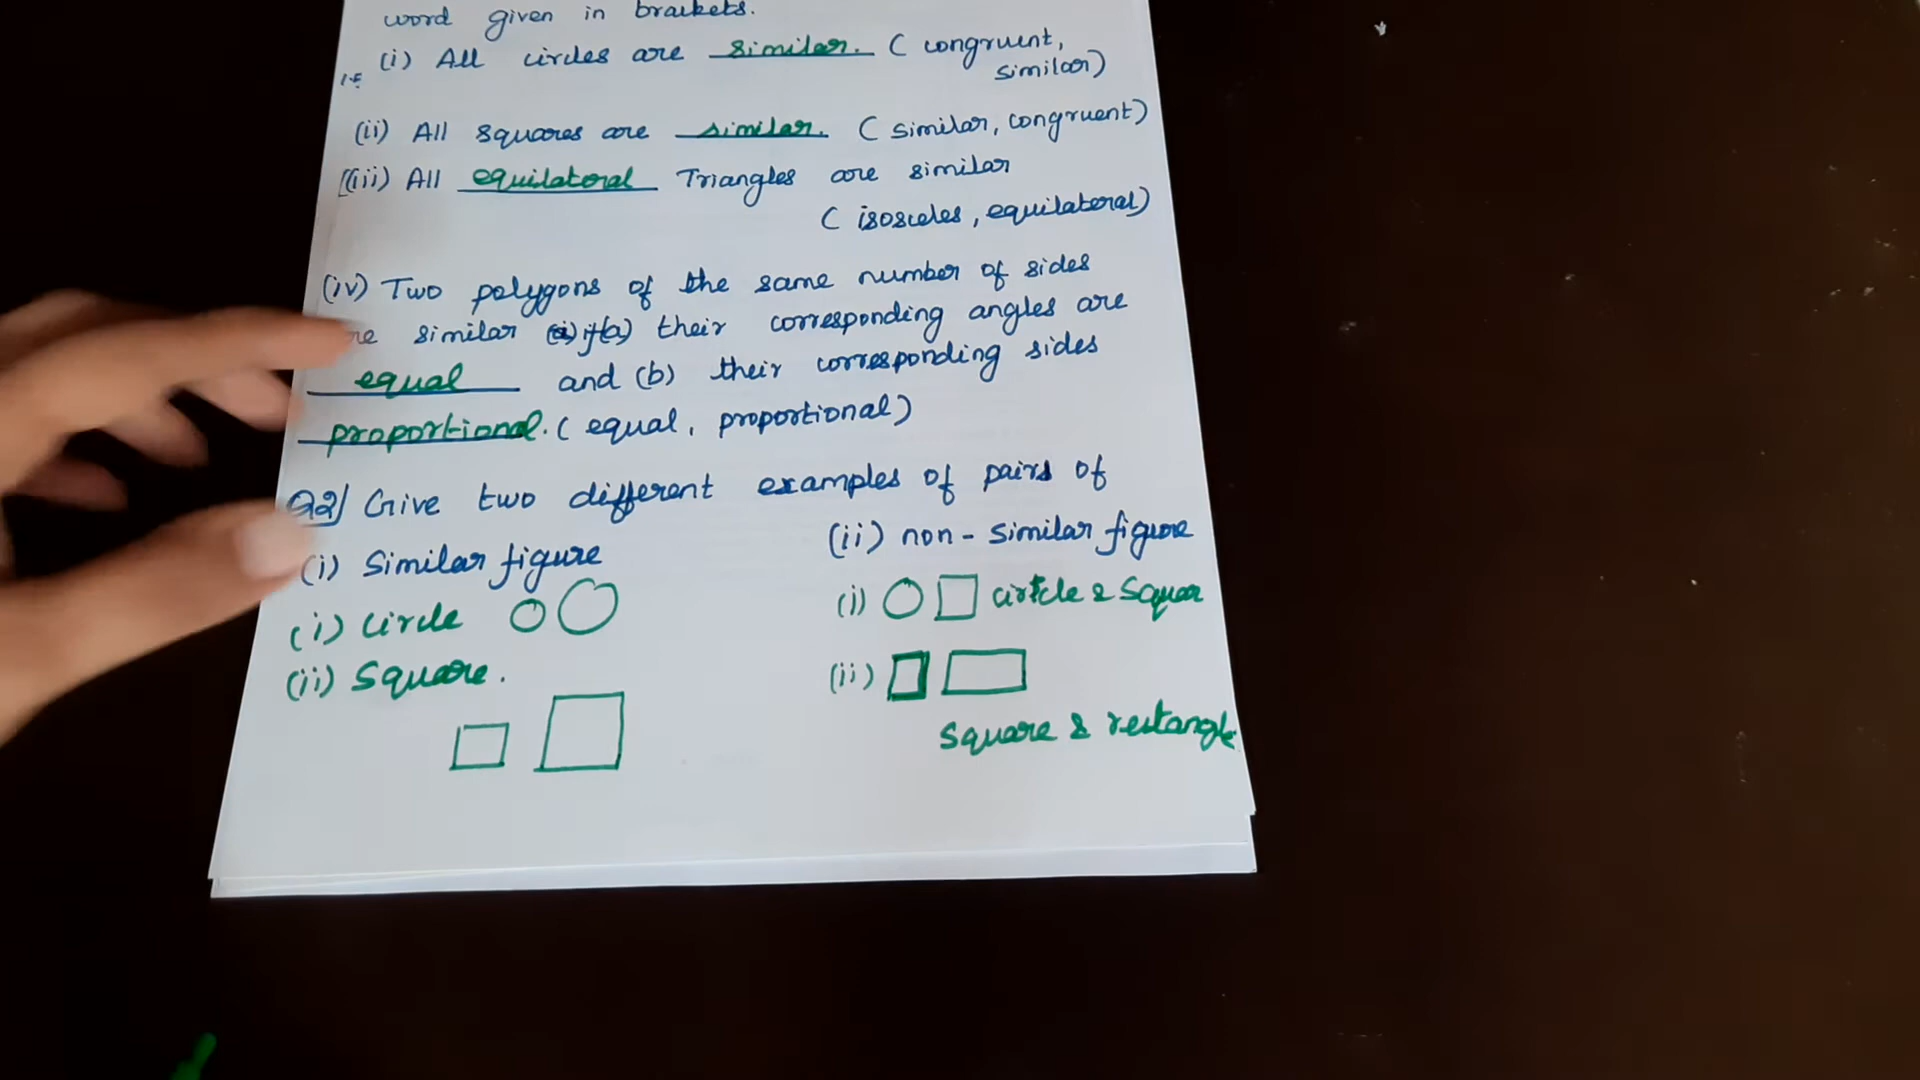 word given in brackets.
(i) All circles are similar. ( congruent,
similar)
(ii) All squares are similar. ( similar, congruent)
(iii) All equilateral Triangles are similar
( isosceles, equilateral)
(iv) Two polygons of the same number of sides
similar if (a) their corresponding angles are
equal and (b) their corresponding sides
proportional. ( equal, proportional)
Q2) Give two different examples of pairs of
(i) Similar figure
(ii) non - similar figure
(i) circle
(ii) Square.
(i) circle & Squar
(ii)
Square & rectangle